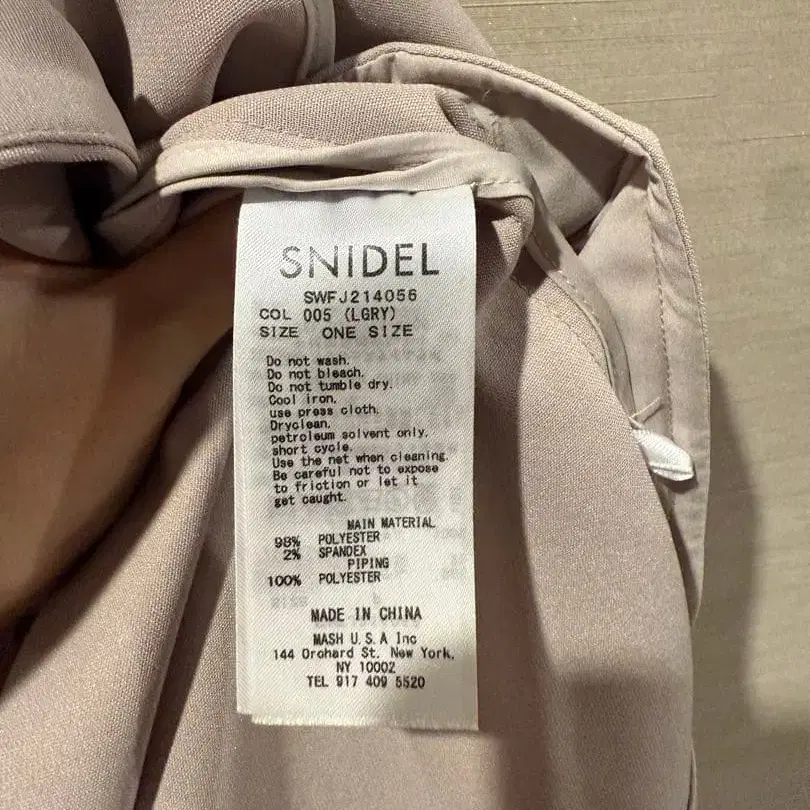 SNIDEL
SWFJ214056
COL 005 (LGRY)
SIZE ONE SIZE
Do not wash.
Do not bleach.
Do not tumble dry.
Cool iron.
use press cloth.
Dryclean.
petroleum solvent only.
short cycle.
Use the net when cleaning.
Be careful not to expose
to friction or let it
get caught.
MAIN MATERIAL
98% POLYESTER
2% SPANDEX
PIPING
100% POLYESTER
MADE IN CHINA
MASH U.S.A Inc
144 Orchard St. New York,
NY 10002
TEL 917 409 5520